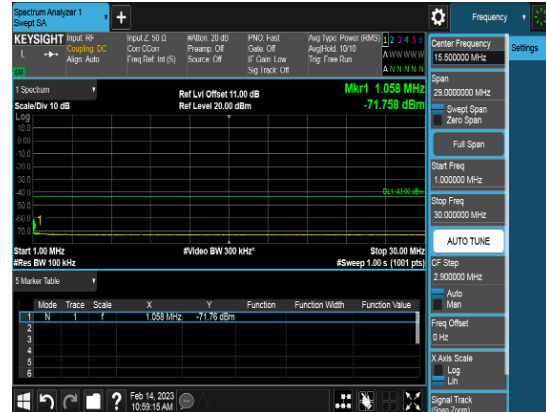 Spectrum Analyzer 1
Swept SA
Frequency
KEYSIGHT
Input: RF
Coupling: DC
Align: Auto
Input Z: 50 Ω
Corr CCorr
Freq Ref: Int (S)
#Atten: 20 dB
Preamp: Off
Source: Off
PNO: Fast
Gate: Off
IF Gain: Low
Sig Track: Off
Avg Type: Power (RMS)
Avg|Hold: 10/10
Trig: Free Run
1 2 3 4 5 6
A W W W W W
A N N N N N
L
1 Spectrum
Scale/Div 10 dB
Log
Ref Lvl Offset 11.00 dB
Ref Level 20.00 dBm
Mkr1 1.058 MHz
-71.758 dBm
10.0
0.00
-10.0
-20.0
-30.0
-40.0
-50.0
-60.0
-70.0
DL1 -43.00 dBm
1
Start 1.00 MHz
#Res BW 100 kHz
#Video BW 300 kHz*
Stop 30.00 MHz
#Sweep 1.00 s (1001 pts)
5 Marker Table
Mode Trace Scale X Y Function Function Width Function Value
1 N 1 f 1.058 MHz -71.76 dBm
2
3
4
5
6
Feb 14, 2023
10:59:15 AM
Center Frequency
15.500000 MHz
Settings
Span
29.0000000 MHz
Swept Span
Zero Span
Full Span
Start Freq
1.000000 MHz
Stop Freq
30.000000 MHz
AUTO TUNE
CF Step
2.900000 MHz
Auto
Man
Freq Offset
0 Hz
X Axis Scale
Log
Lin
Signal Track
(Span Zoom)